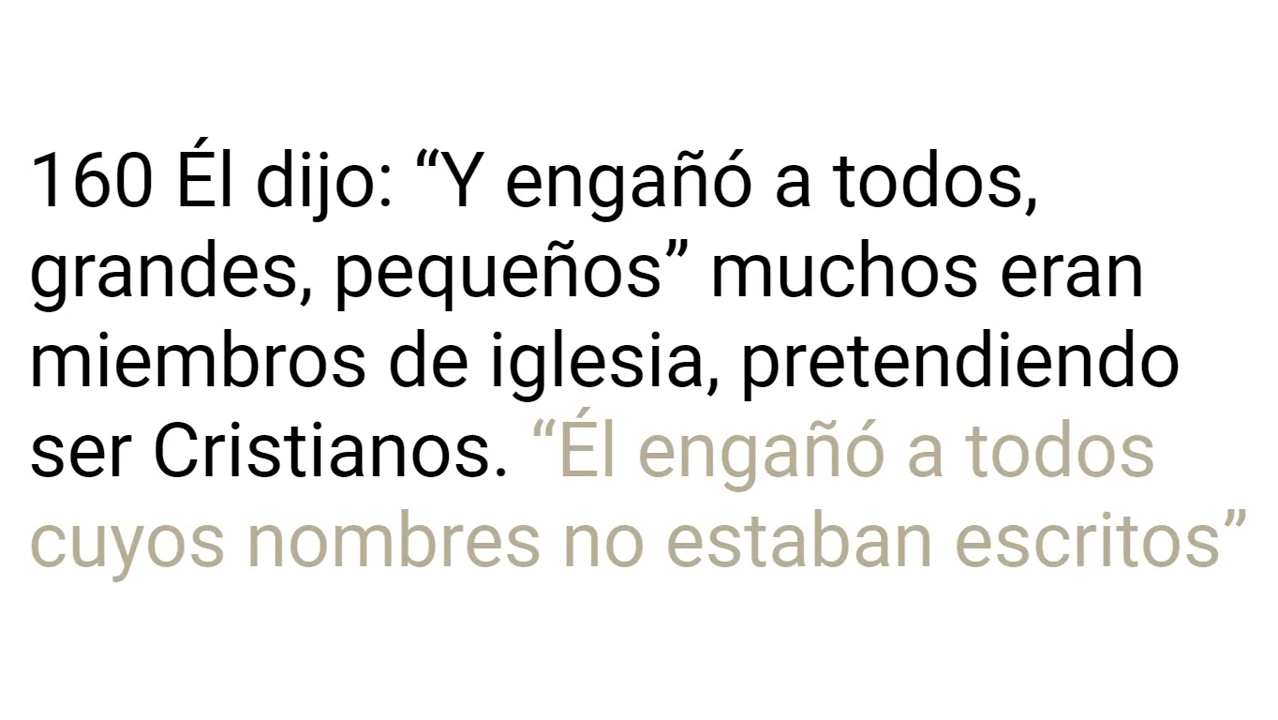 160 Él dijo: “Y engañó a todos,
grandes, pequeños” muchos eran
miembros de iglesia, pretendiendo
ser Cristianos. “Él engañó a todos
cuyos nombres no estaban escritos”